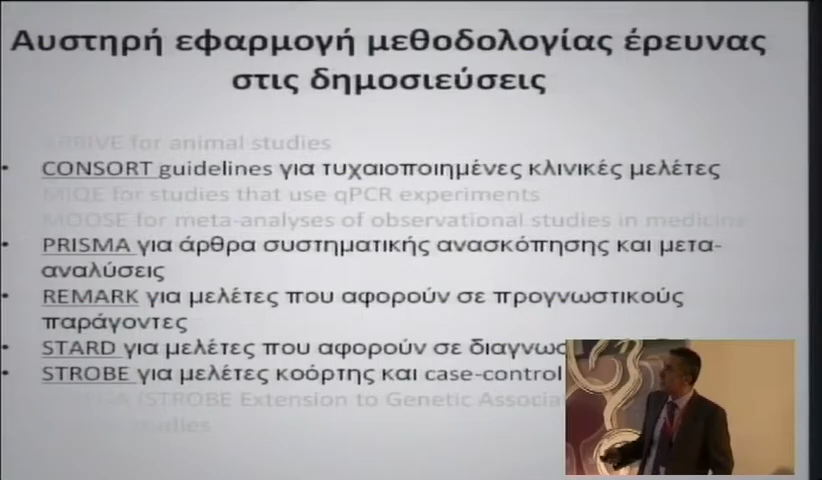 Αυστηρή εφαρμογή μεθοδολογίας έρευνας
στις δημοσιεύσεις
ARRIVE for animal studies
• CONSORT guidelines για τυχαιοποιημένες κλινικές μελέτες
MIQE for studies that use qPCR experiments
MOOSE for meta-analyses of observational studies in medicine
• PRISMA για άρθρα συστηματικής ανασκόπησης και μετα-
αναλύσεις
• REMARK για μελέτες που αφορούν σε προγνωστικούς
παράγοντες
• STARD για μελέτες που αφορούν σε
• STROBE για μελέτες κοόρτης και case-control
(STROBE Extension to Genetic
studies